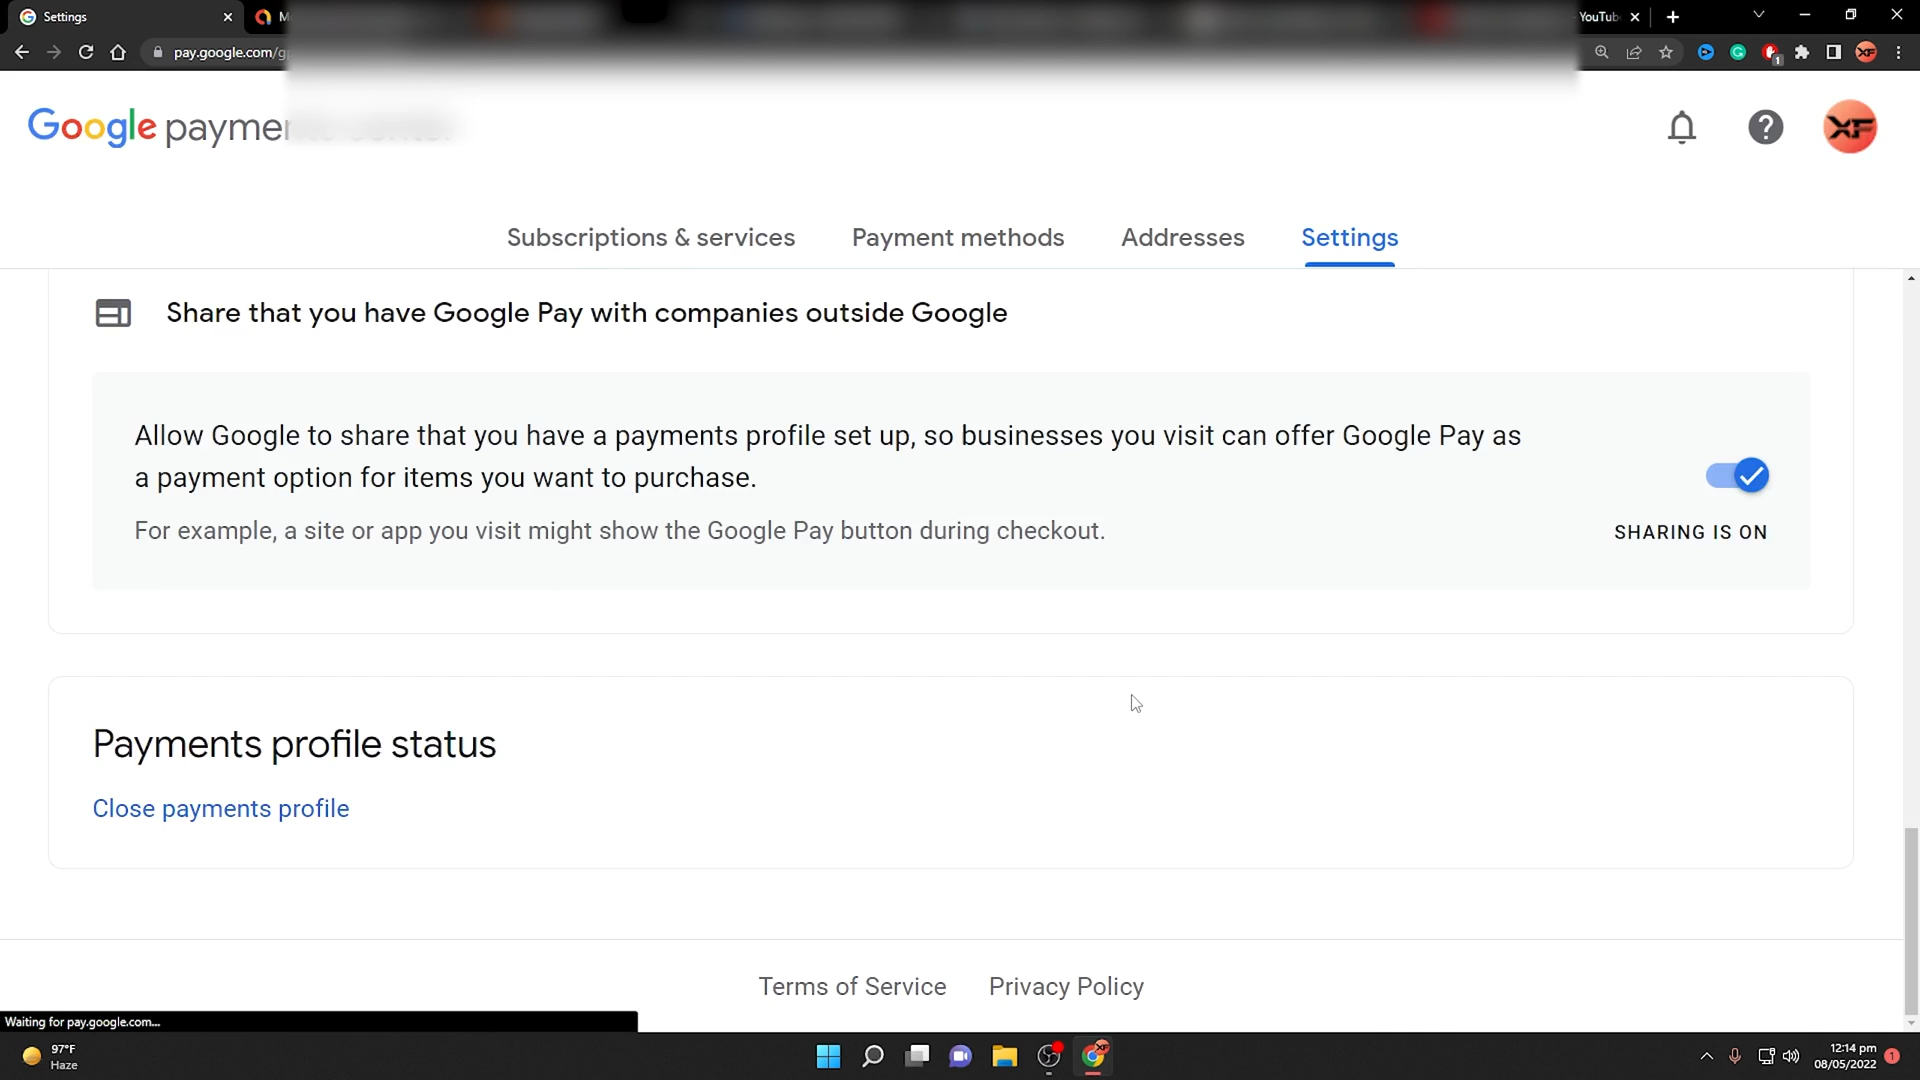 Settings
YouTub
pay.google.com/g
Google payments center
Subscriptions & services
Payment methods
Addresses
Settings
Share that you have Google Pay with companies outside Google
Allow Google to share that you have a payments profile set up, so businesses you visit can offer Google Pay as
a payment option for items you want to purchase.
For example, a site or app you visit might show the Google Pay button during checkout.
SHARING IS ON
Payments profile status
Close payments profile
Terms of Service
Privacy Policy
Waiting for pay.google.com...
97°F
Haze
12:14 pm
08/05/2022
1